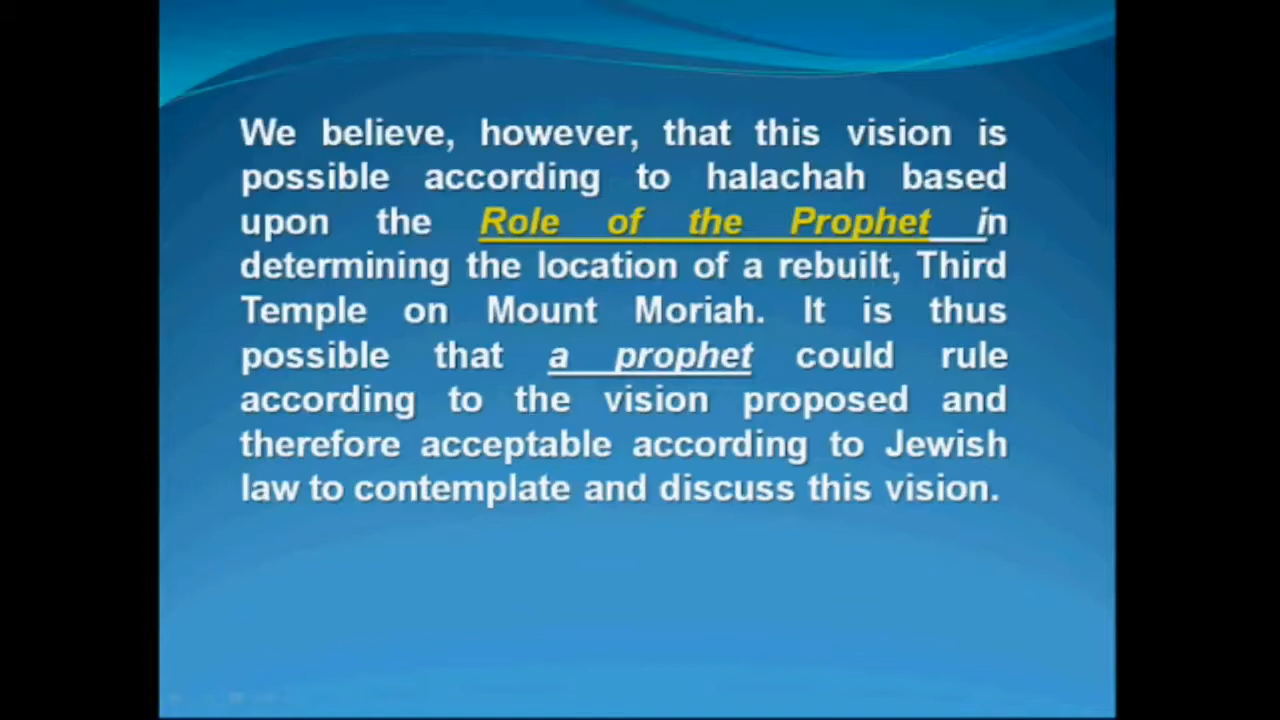 We believe, however, that this vision is
possible according to halachah based
upon the Role of the Prophet in
determining the location of a rebuilt, Third
Temple on Mount Moriah. It is thus
possible that a prophet could rule
according to the vision proposed and
therefore acceptable according to Jewish
law to contemplate and discuss this vision.